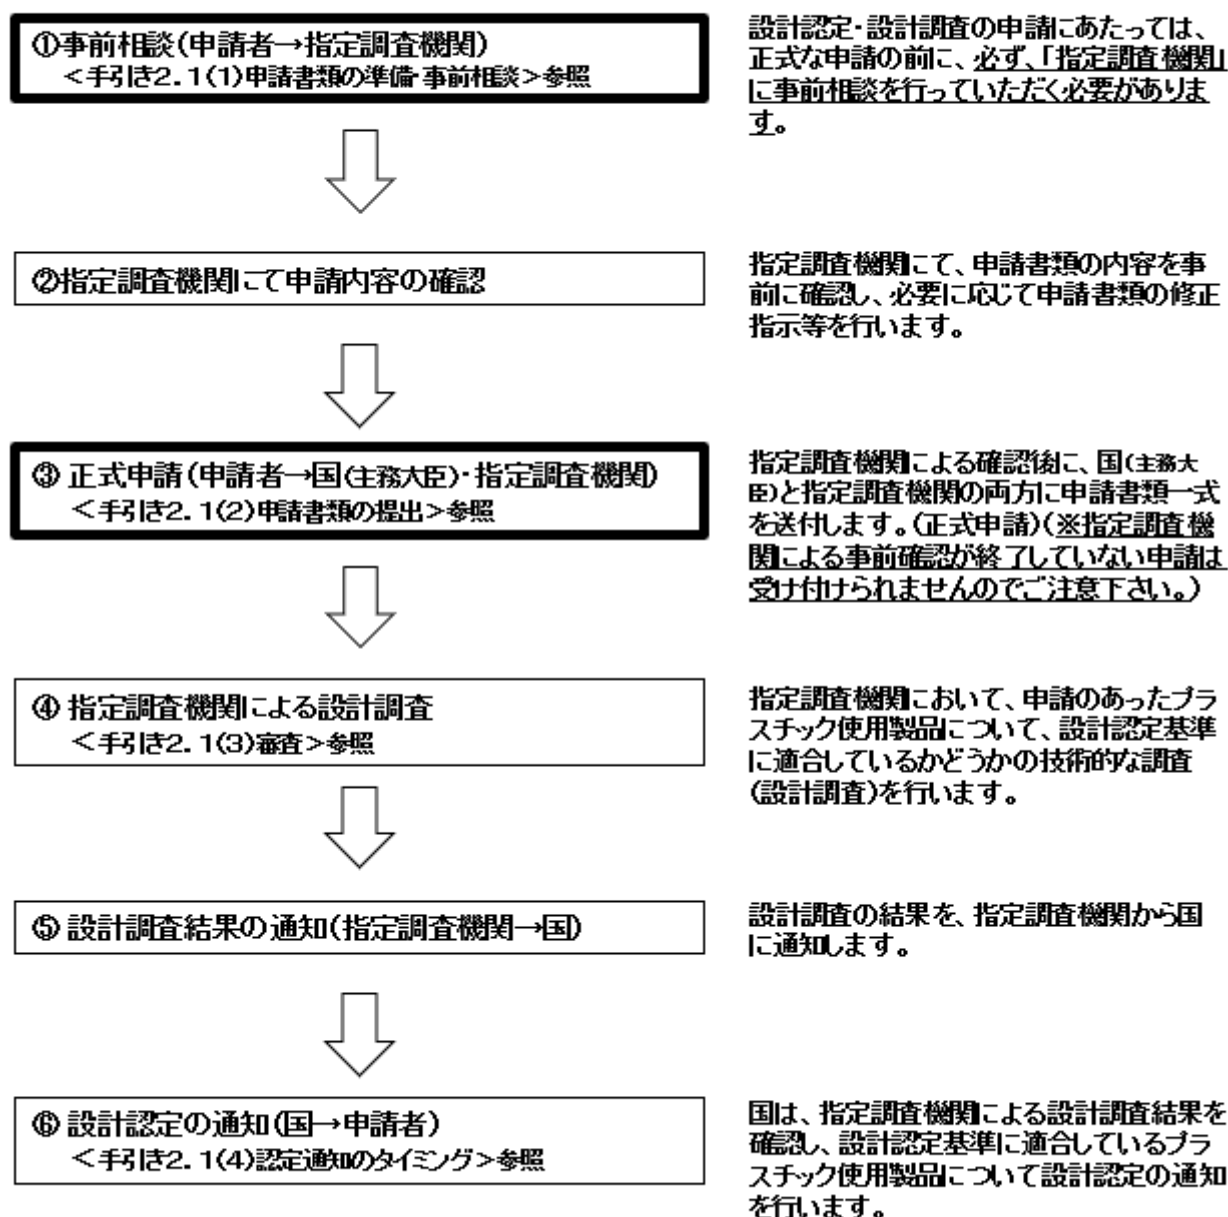 ①事前相談(申請者→指定調査機関)
＜手引き2.1(1)申請書類の準備・事前相談＞参照
設計認定・設計調査の申請にあたっては、
正式な申請の前に、必ず、「指定調査機関」
に事前相談を行っていただく必要がありま
す。
②指定調査機関にて申請内容の確認
指定調査機関にて、申請書類の内容を事
前に確認し、必要に応じて申請書類の修正
指示等を行います。
③ 正式申請(申請者→国(主務大臣)・指定調査機関)
＜手引き2.1(2)申請書類の提出＞参照
指定調査機関による確認後に、国(主務大
臣)と指定調査機関の両方に申請書類一式
を送付します。(正式申請)(※指定調査機
関による事前確認が終了していない申請は
受け付けられませんのでご注意下さい。)
④ 指定調査機関による設計調査
＜手引き2.1(3)審査＞参照
指定調査機関において、申請のあったプラ
スチック使用製品について、設計認定基準
に適合しているかどうかの技術的な調査
(設計調査)を行います。
⑤ 設計調査結果の通知(指定調査機関→国)
設計調査の結果を、指定調査機関から国
に通知します。
⑥ 設計認定の通知(国→申請者)
＜手引き2.1(4)認定通知のタイミング＞参照
国は、指定調査機関による設計調査結果を
確認し、設計認定基準に適合しているプラ
スチック使用製品について設計認定の通知
を行います。